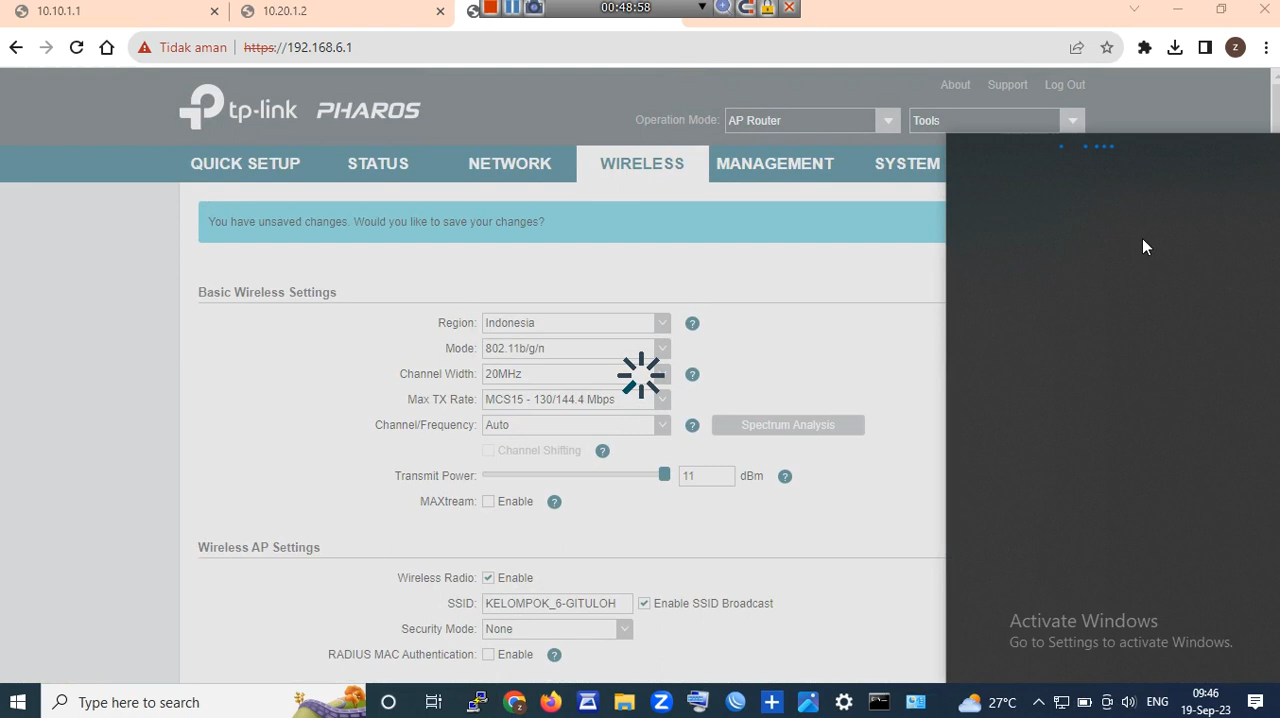 10.10.1.1
10.20.1.2
00:48:58
Tidak aman
https://192.168.6.1
z
About
Support
Log Out
tp-link PHAROS
Operation Mode:
AP Router
Tools
QUICK SETUP
STATUS
NETWORK
WIRELESS
MANAGEMENT
SYSTEM
You have unsaved changes. Would you like to save your changes?
Basic Wireless Settings
Region: Indonesia ?
Mode: 802.11b/g/n
Channel Width: 20MHz ?
Max TX Rate: MCS15 - 130/144.4 Mbps
Channel/Frequency: Auto ? Spectrum Analysis
Channel Shifting ?
Transmit Power: 11 dBm ?
MAXtream: Enable ?
Wireless AP Settings
Wireless Radio: Enable
SSID: KELOMPOK_6-GITULOH Enable SSID Broadcast
Security Mode: None
RADIUS MAC Authentication: Enable ?
Activate Windows
Go to Settings to activate Windows.
Type here to search
27°C
ENG
09:46
19-Sep-23